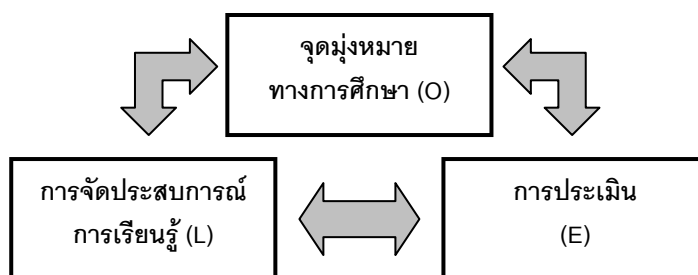 จุดมุ่งหมาย
ทางการศึกษา (O)
การจัดประสบการณ์
การเรียนรู้ (L)
การประเมิน
(E)